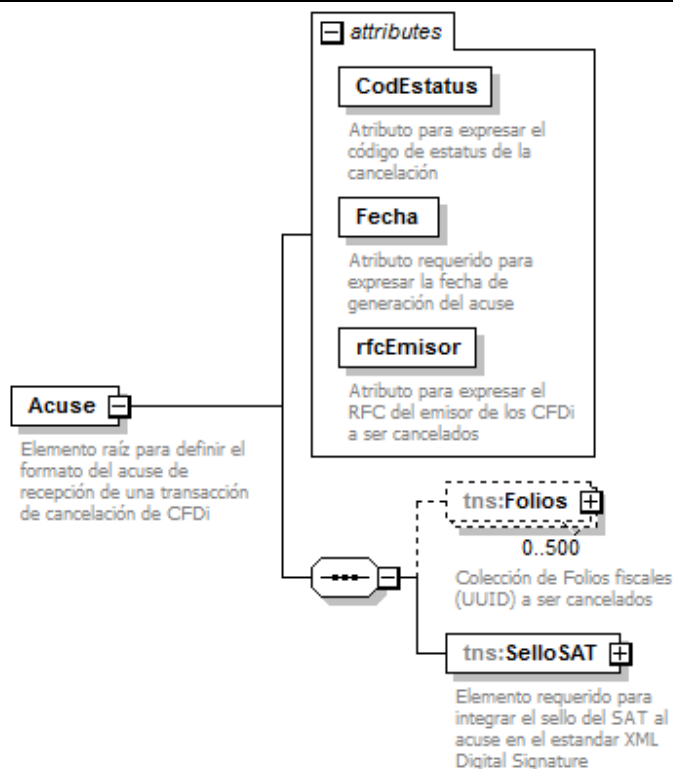 attributes
CodEstatus
Atributo para expresar el
código de estatus de la
cancelación
Fecha
Atributo requerido para
expresar la fecha de
generación del acuse
rfcEmisor
Atributo para expresar el
RFC del emisor de los CFDi
a ser cancelados
Acuse
Elemento raíz para definir el
formato del acuse de
recepción de una transacción
de cancelación de CFDi
tns:Folios
0..500
Colección de Folios fiscales
(UUID) a ser cancelados
tns:SelloSAT
Elemento requerido para
integrar el sello del SAT al
acuse en el estandar XML
Digital Signature